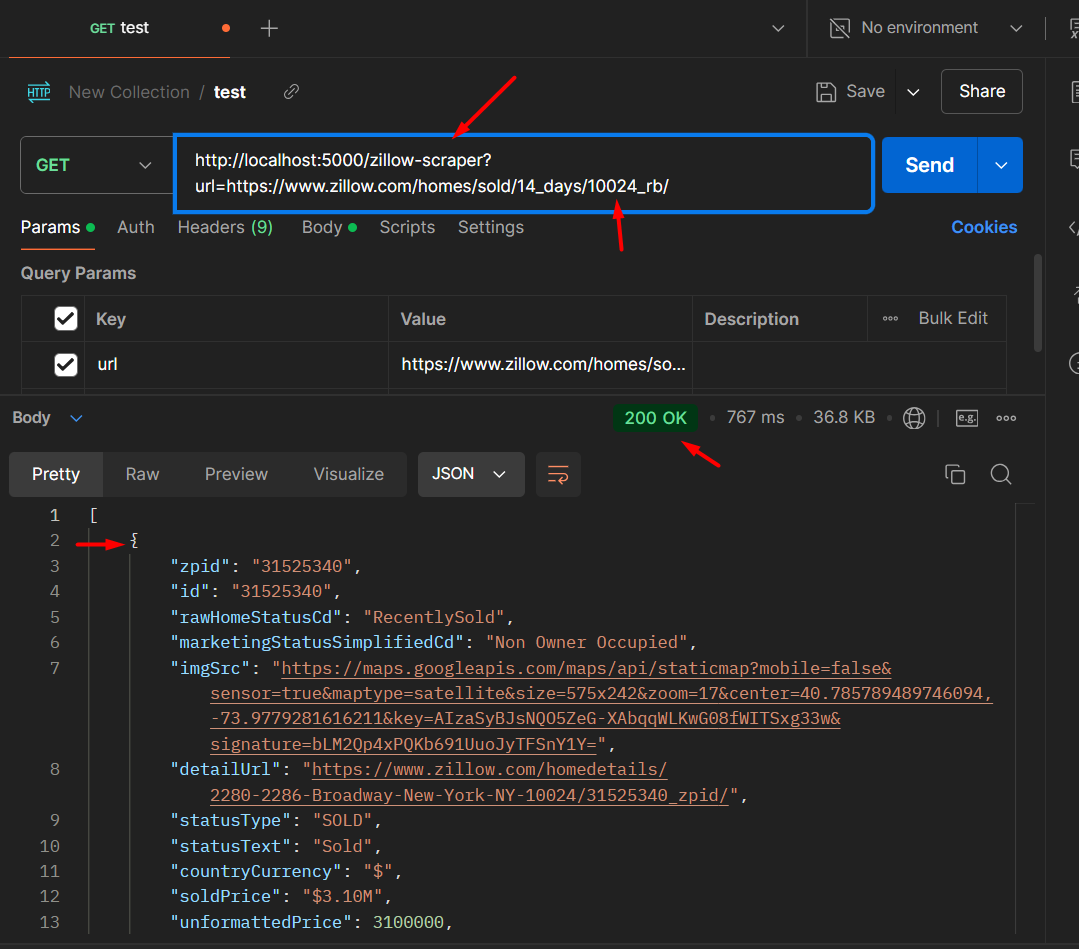 GET test
No environment
HTTP New Collection / test
Save
Share
GET
http://localhost:5000/zillow-scraper?
url=https://www.zillow.com/homes/sold/14_days/10024_rb/
Send
Params Auth Headers (9) Body Scripts Settings
Cookies
Query Params
Key Value Description Bulk Edit
url https://www.zillow.com/homes/so...
Body
200 OK • 767 ms • 36.8 KB • e.g.
Pretty Raw Preview Visualize JSON
1 [
2 {
3 "zpid": "31525340",
4 "id": "31525340",
5 "rawHomeStatusCd": "RecentlySold",
6 "marketingStatusSimplifiedCd": "Non Owner Occupied",
7 "imgSrc": "https://maps.googleapis.com/maps/api/staticmap?mobile=false&
sensor=true&maptype=satellite&size=575x242&zoom=17&center=40.785789489746094,
-73.9779281616211&key=AIzaSyBJsNQO5ZeG-XAbqqWLKwG08fWITSxg33w&
signature=bLM2Qp4xPQKb691UuoJyTFSnY1Y=",
8 "detailUrl": "https://www.zillow.com/homedetails/
2280-2286-Broadway-New-York-NY-10024/31525340_zpid/",
9 "statusType": "SOLD",
10 "statusText": "Sold",
11 "countryCurrency": "$",
12 "soldPrice": "$3.10M",
13 "unformattedPrice": 3100000,